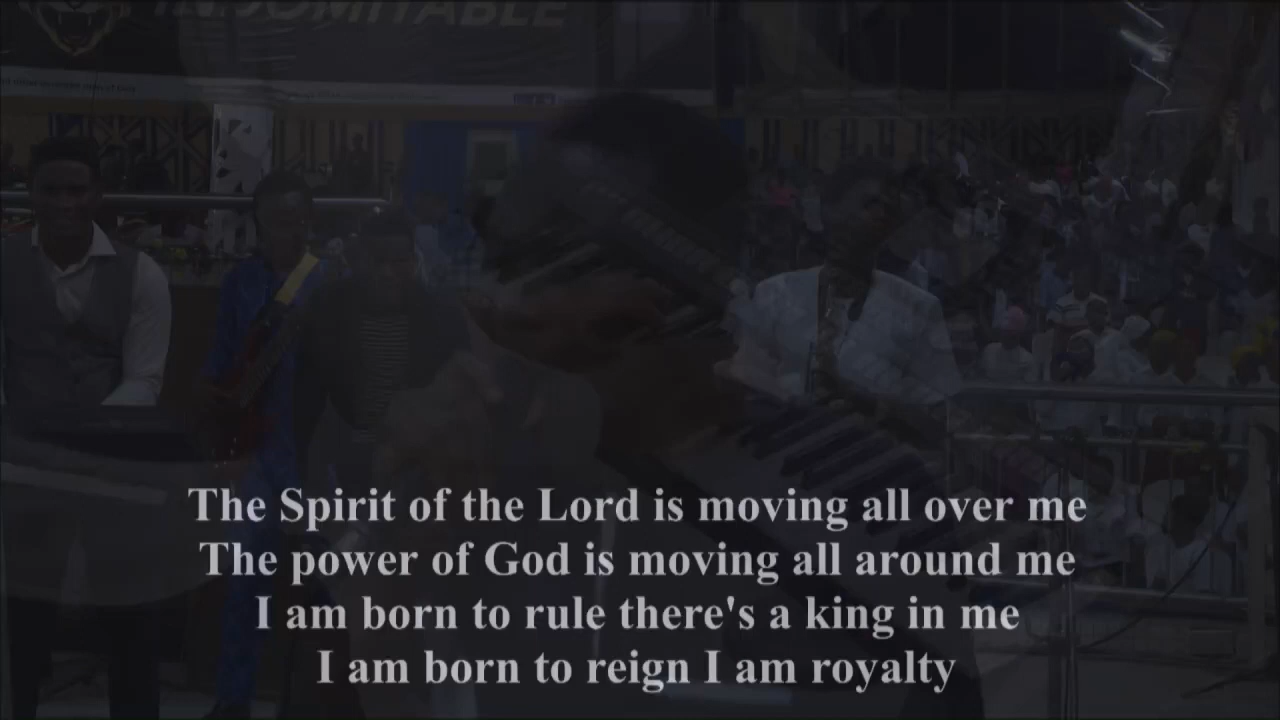 INDOMITABLE
The Spirit of the Lord is moving all over me
The power of God is moving all around me
I am born to rule there's a king in me
I am born to reign I am royalty